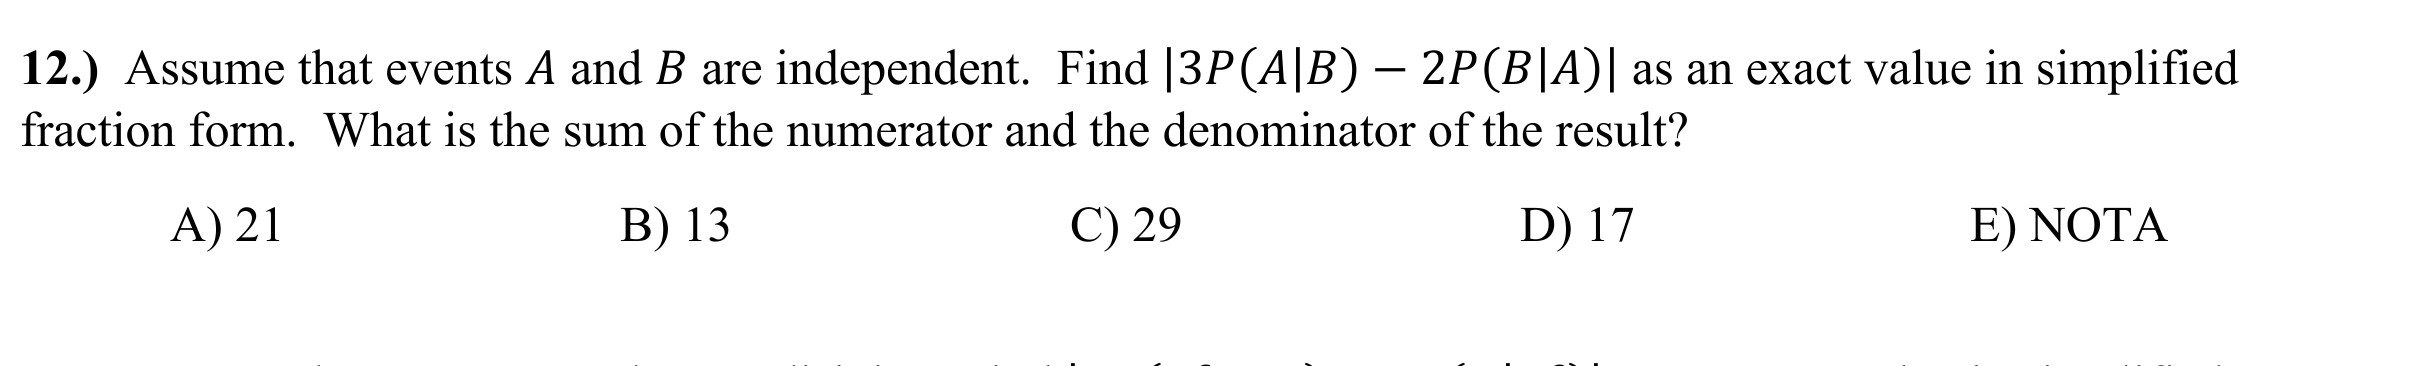 12.) Assume that events A and B are independent. Find |3P(A|B) − 2P(B|A)| as an exact value in simplified
fraction form. What is the sum of the numerator and the denominator of the result?
A) 21 B) 13 C) 29 D) 17 E) NOTA